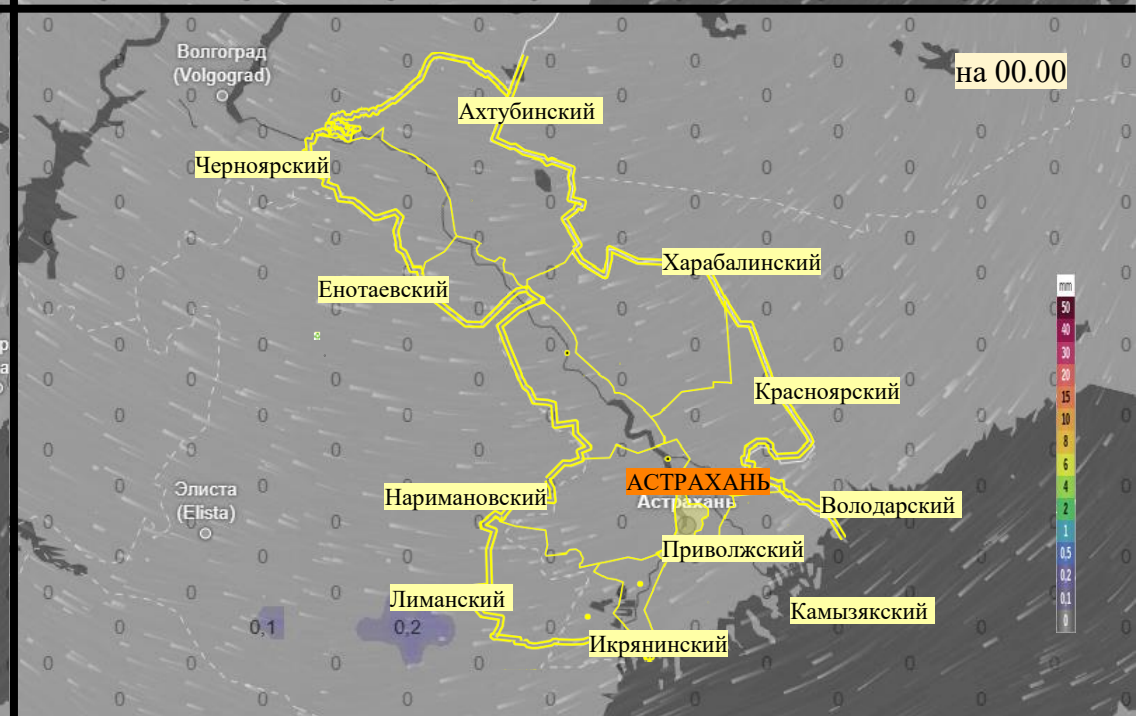 Волгоград
(Volgograd)
на 00.00
Ахтубинский
Черноярский
Харабалинский
Енотаевский
mm
50
40
30
20
15
10
8
6
4
2
1
0,5
0,2
0,1
0
Красноярский
АСТРАХАНЬ
Астрахань
Наримановский
Элиста
(Elista)
Володарский
Приволжский
Лиманский
Камызякский
0,1
0,2
Икрянинский